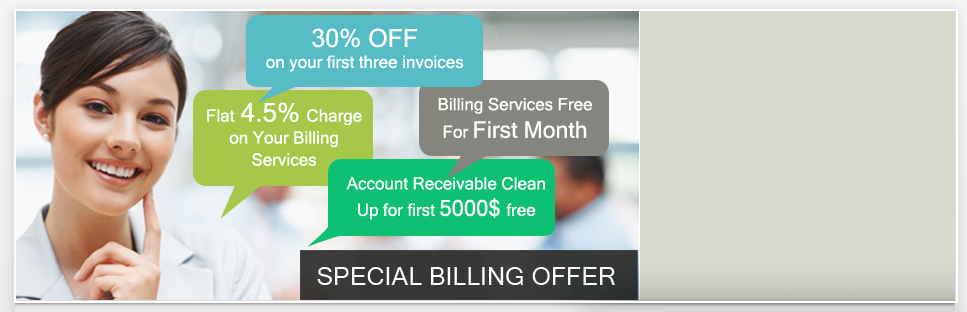 30% OFF
on your first three invoices
Flat 4.5% Charge
on Your Billing
Services
Billing Services Free
For First Month
Account Receivable Clean
Up for first 5000$ free
SPECIAL BILLING OFFER